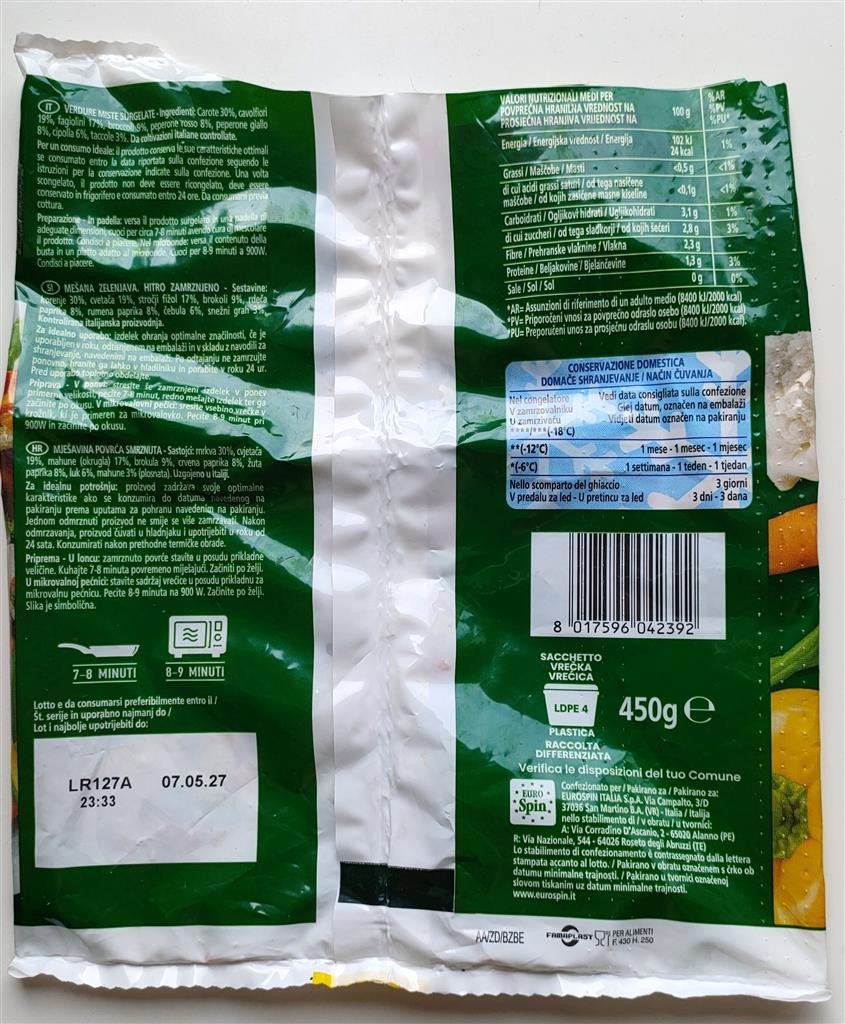 IT VERDURE MISTE SURGELATE - Ingredienti: Carote 30%, cavolfiori
19%, fagiolini 17%, broccoli 9%, peperone rosso 8%, peperone giallo
8%, cipolla 6%, taccole 3%. Da coltivazioni italiane controllate.
Per un consumo ideale: il prodotto conserva le sue caratteristiche ottimali
se consumato entro la data riportata sulla confezione seguendo le
istruzioni per la conservazione indicate sulla confezione. Una volta
scongelato, il prodotto non deve essere ricongelato, deve essere
conservato in frigorifero e consumato entro 24 ore. Da consumarsi previa
cottura.
Preparazione - In padella: versa il prodotto surgelato in una padella di
adeguate dimensioni, cuoci per circa 7-8 minuti avendo cura di mescolare
il prodotto. Condisci a piacere. Nel microonde: versa il contenuto della
busta in un piatto adatto al microonde. Cuoci per 8-9 minuti a 900W.
Condisci a piacere.
SI MEŠANA ZELENJAVA. HITRO ZAMRZNJENO - Sestavine:
korenje 30%, cvetača 19%, stročji fižol 17%, brokoli 9%, rdeča
paprika 8%, rumena paprika 8%, čebula 6%, snežni grah 3%.
Kontrolirana italijanska proizvodnja.
Za idealno uporabo: izdelek ohranja optimalne značilnosti, če je
uporabljen v roku, odtisnjenem na embalaži in v skladu z navodili za
shranjevanje, navedenimi na embalaži. Po odtajanju ne zamrzujte
ponovno, hranite ga lahko v hladilniku in porabite v roku 24 ur.
Pred uporabo toplotno obdelajte.
Priprava - V ponvi: stresite še zamrznjeni izdelek v ponev
primerne velikosti, pecite 7-8 minut, redno mešajte izdelek ter ga
začinite po okusu. V mikrovalovni pečici: stresite vsebino vrečke v
krožnik, ki je primeren za mikrovalovko. Pecite 8-9 minut pri
900W in začinite po okusu.
HR MJEŠAVINA POVRĆA SMRZNUTA - Sastojci: mrkva 30%, cvjetača
19%, mahune (okrugla) 17%, brokula 9%, crvena paprika 8%, žuta
paprika 8%, luk 6%, mahune 3% (plosnata). Uzgojeno u Italiji.
Za idealnu potrošnju: proizvod zadržava svoje optimalne
karakteristike ako se konzumira do datuma navedenog na
pakiranju prema uputama za pohranu navedenim na pakiranju.
Jednom odmrznuti proizvod ne smije se više zamrzavati. Nakon
odmrzavanja, proizvod čuvati u hladnjaku i upotrijebiti u roku od
24 sata. Konzumirati nakon prethodne termičke obrade.
Priprema - U loncu: zamrznuto povrće stavite u posudu prikladne
veličine. Kuhajte 7-8 minuta povremeno miješajući. Začiniti po želji.
U mikrovalnoj pećnici: stavite sadržaj vrećice u posudu prikladnu za
mikrovalnu pećnicu. Pecite 8-9 minuta na 900 W. Začinite po želji.
Slika je simbolična.
7-8 MINUTI
8-9 MINUTI
Lotto e da consumarsi preferibilmente entro il /
Št. serije in uporabno najmanj do /
Lot i najbolje upotrijebiti do:
LR127A 07.05.27
23:33
VALORI NUTRIZIONALI MEDI PER
POVPREČNA HRANILNA VREDNOST NA
PROSJEČNA HRANJIVA VRIJEDNOST NA
100 g
%AR
%PV
%PU*
Energia / Energijska vrednost / Energija 102 kJ 1%
24 kcal
Grassi / Maščobe / Masti <0,5 g <1%
di cui acidi grassi saturi / od tega nasičene
maščobe / od kojih zasićene masne kiseline <0,1g <1%
Carboidrati / Ogljikovi hidrati / Ugljikohidrati 3,1 g 1%
di cui zuccheri / od tega sladkorji / od kojih šećeri 2,8 g 3%
Fibre / Prehranske vlaknine / Vlakna 2,3 g
Proteine / Beljakovine / Bjelančevine 1,3 g 3%
Sale / Sol / Sol 0 g 0%
*AR= Assunzioni di riferimento di un adulto medio (8400 kJ/2000 kcal)
*PV= Priporočeni vnosi za povprečno odraslo osebo (8400 kJ/2000 kcal)
*PU= Preporučeni unos za prosječnu odraslu osobu (8400 kJ/2000 kcal).
CONSERVAZIONE DOMESTICA
DOMAČE SHRANJEVANJE / NAČIN ČUVANJA
Nel congelatore Vedi data consigliata sulla confezione
V zamrzovalniku Glej datum, označen na embalaži
U zamrzivaču Vidjeti datum označen na pakiranju
****/***(-18°C)
**(-12°C) 1 mese - 1 mesec - 1 mjesec
*(-6°C) 1 settimana - 1 teden - 1 tjedan
Nello scomparto del ghiaccio 3 giorni
V predalu za led - U pretincu za led 3 dni - 3 dana
8 017596 042392
SACCHETTO
VREČKA
VREĆICA
LDPE 4
PLASTICA
450g ℮
RACCOLTA
DIFFERENZIATA
Verifica le disposizioni del tuo Comune
EURO
Spin
Confezionato per / Pakirano za / Pakirano za:
EUROSPIN ITALIA S.p.A. Via Campalto, 3/D
37036 San Martino B.A. (VR) - Italia / Italija
nello stabilimento di / v obratu / u tvornici:
A: Via Corradino D'Ascanio, 2 - 65020 Alanno (PE)
R: Via Nazionale, 544 - 64026 Roseto degli Abruzzi (TE)
Lo stabilimento di confezionamento è contrassegnato dalla lettera
stampata accanto al lotto. / Pakirano v obratu označenem s črko ob
datumu minimalne trajnosti. / Pakirano u tvornici označenoj
slovom tiskanim uz datum minimalne trajnosti.
www.eurospin.it
AA/ZD/BZBE
FAMAPLAST
PER ALIMENTI
F. 430 H. 250